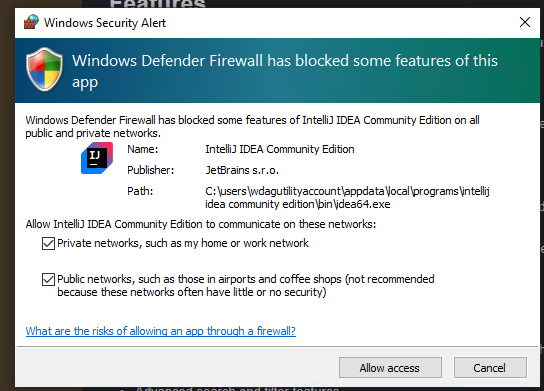 Features
Windows Security Alert
Windows Defender Firewall has blocked some features of this
app
Windows Defender Firewall has blocked some features of IntelliJ IDEA Community Edition on all
public and private networks.
IJ
Name: IntelliJ IDEA Community Edition
Publisher: JetBrains s.r.o.
Path: C:\users\wdagutilityaccount\appdata\local\programs\intellij
idea community edition\bin\idea64.exe
Allow IntelliJ IDEA Community Edition to communicate on these networks:
Private networks, such as my home or work network
Public networks, such as those in airports and coffee shops (not recommended
because these networks often have little or no security)
What are the risks of allowing an app through a firewall?
Allow access Cancel
Advanced search and filter features